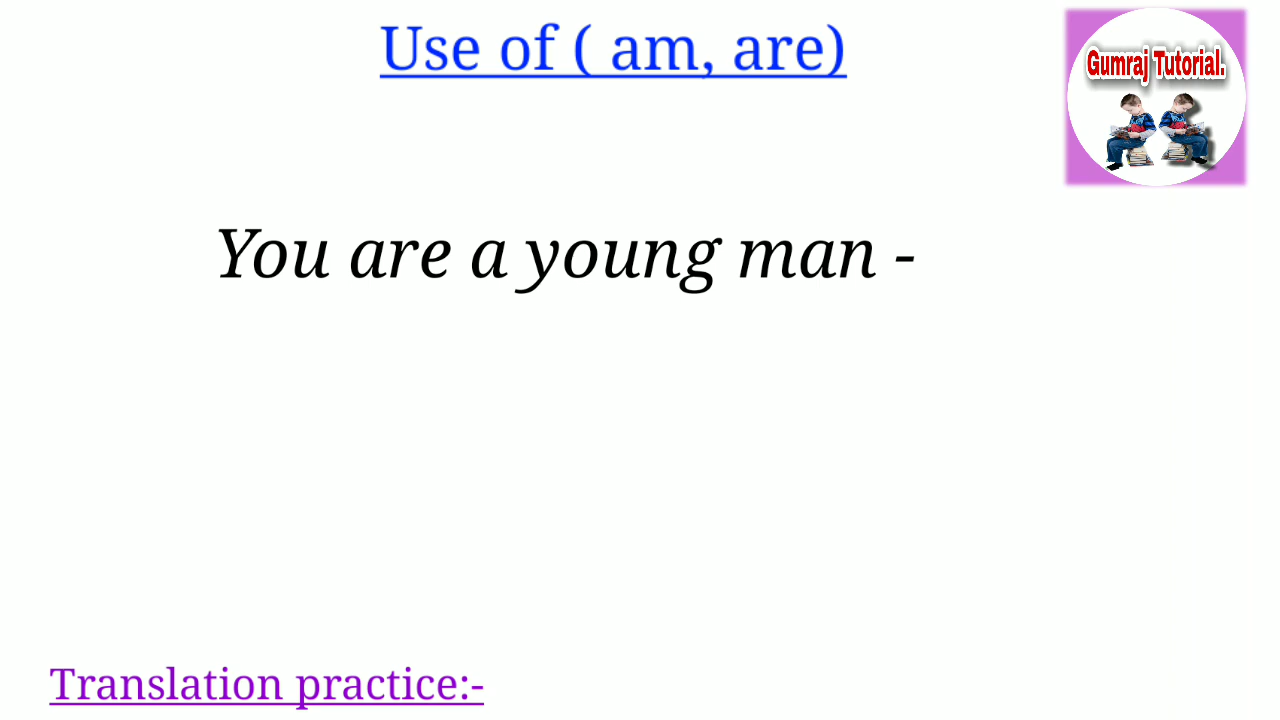 Use of ( am, are)
Gumraj Tutorial.
You are a young man -
Translation practice:-